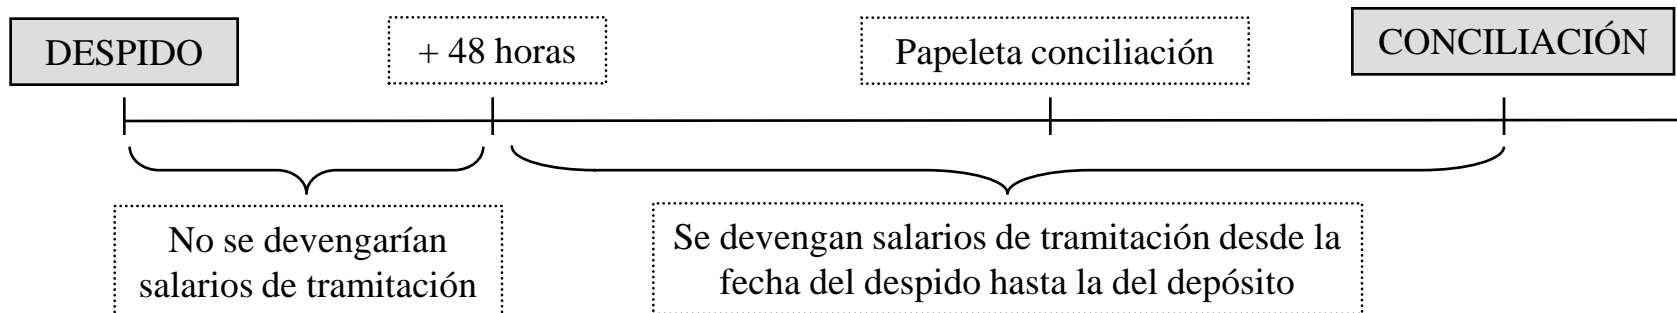 DESPIDO
+ 48 horas
Papeleta conciliación
CONCILIACIÓN
No se devengarían
salarios de tramitación
Se devengan salarios de tramitación desde la
fecha del despido hasta la del depósito